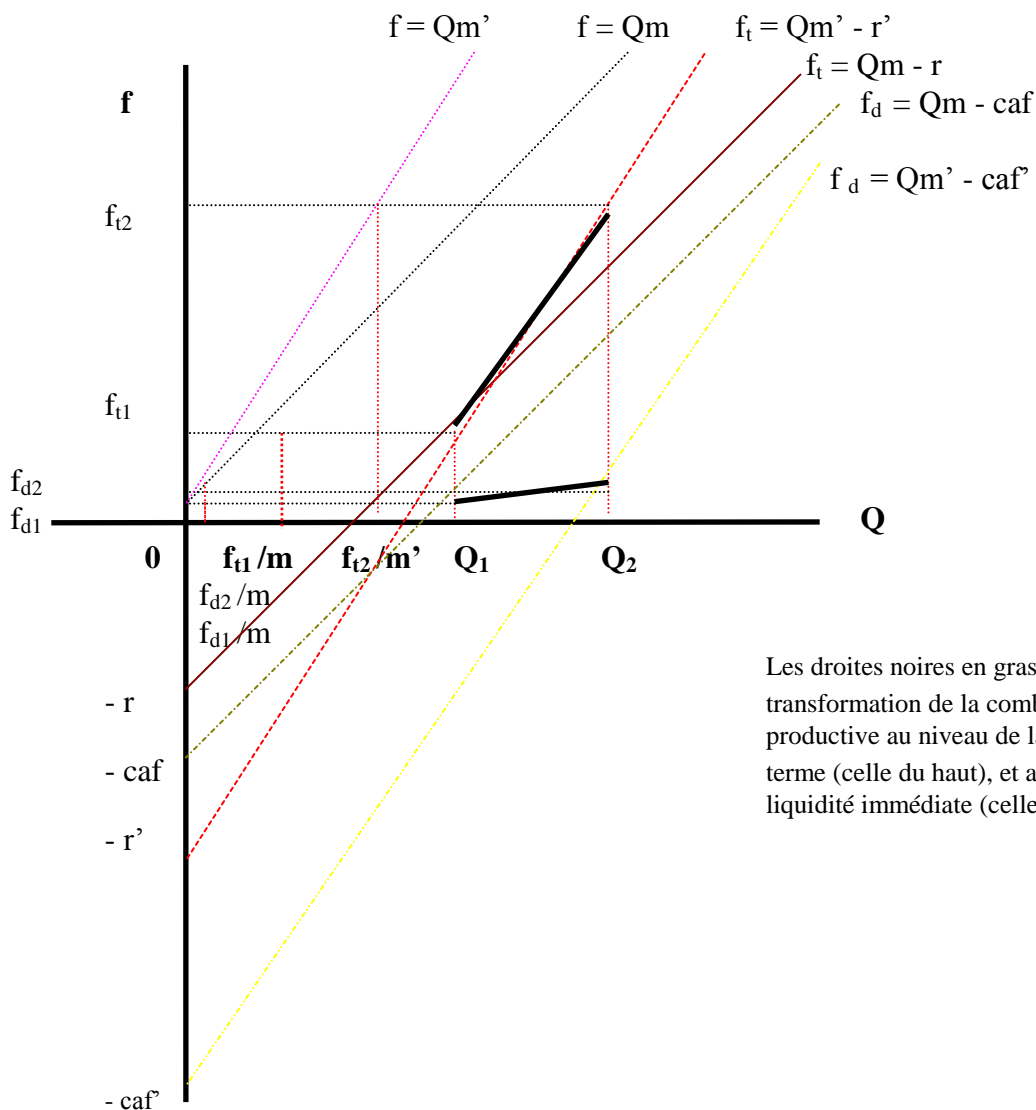 f = Qm’ f = Qm ft = Qm’ - r’
ft = Qm - r
f
fd = Qm - caf
f d = Qm’ - caf’
ft2
ft1
fd2
fd1
Q
0 ft1 /m ft2 /m’ Q1 Q2
fd2 /m
fd1 /m
Les droites noires en gras
- r
transformation de la comb
- caf
productive au niveau de la
terme (celle du haut), et a
liquidité immédiate (celle
- r’
- caf’